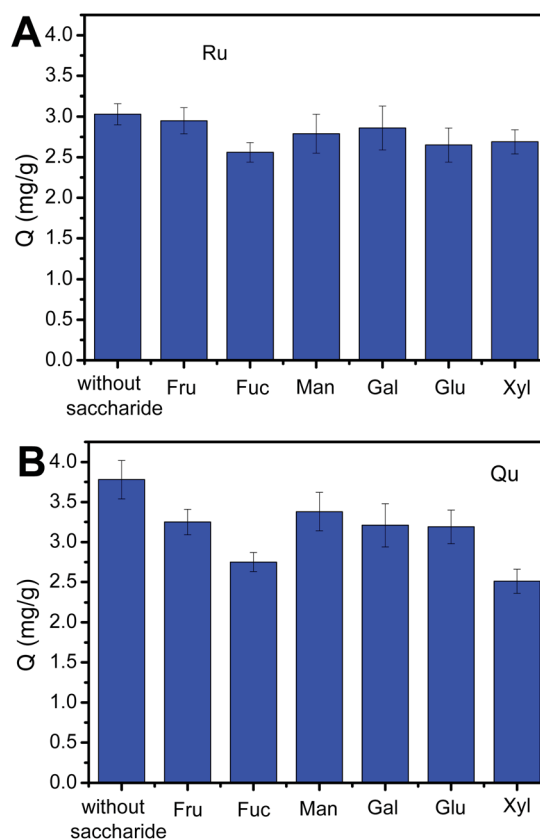 A
Ru
Q (mg/g)
4.0
3.5
3.0
2.5
2.0
1.5
1.0
0.5
0.0
without saccharide
Fru
Fuc
Man
Gal
Glu
Xyl
B
Qu
Q (mg/g)
4.0
3.5
3.0
2.5
2.0
1.5
1.0
0.5
0.0
without saccharide
Fru
Fuc
Man
Gal
Glu
Xyl